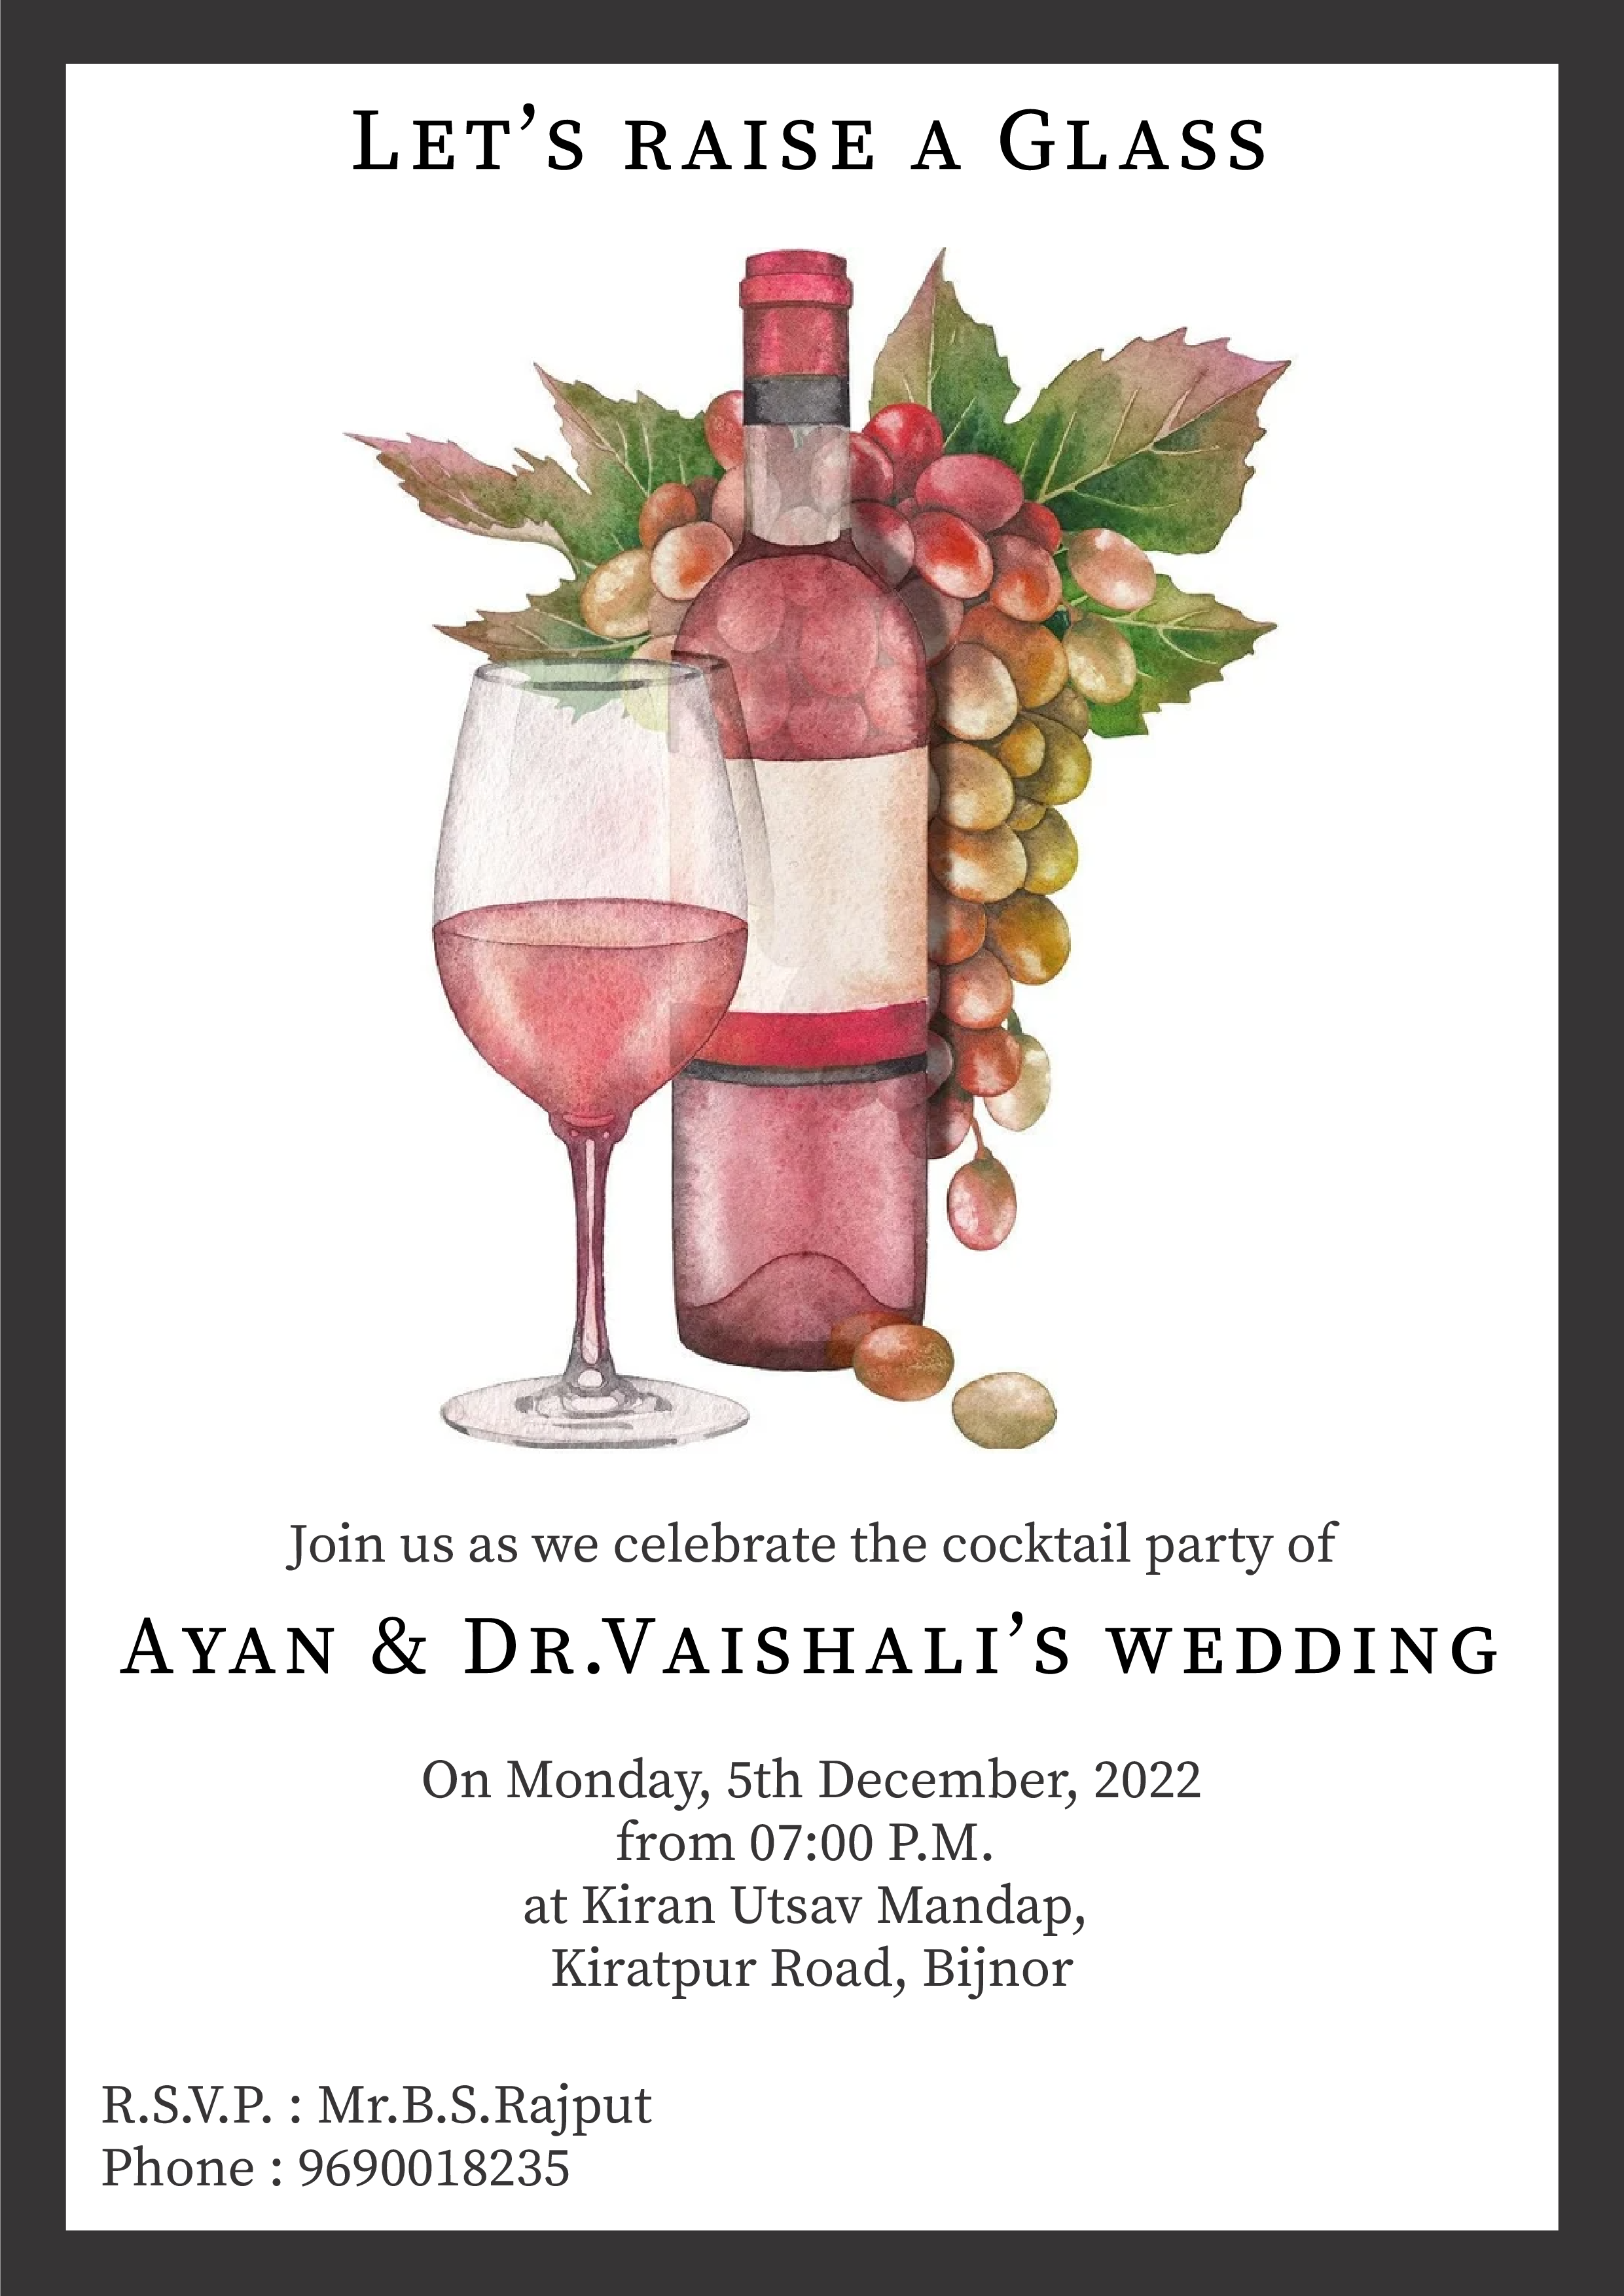 Let’s raise a Glass
Join us as we celebrate the cocktail party of
Ayan & Dr.Vaishali’s wedding
On Monday, 5th December, 2022
from 07:00 P.M.
at Kiran Utsav Mandap,
Kiratpur Road, Bijnor
R.S.V.P. : Mr.B.S.Rajput
Phone : 9690018235